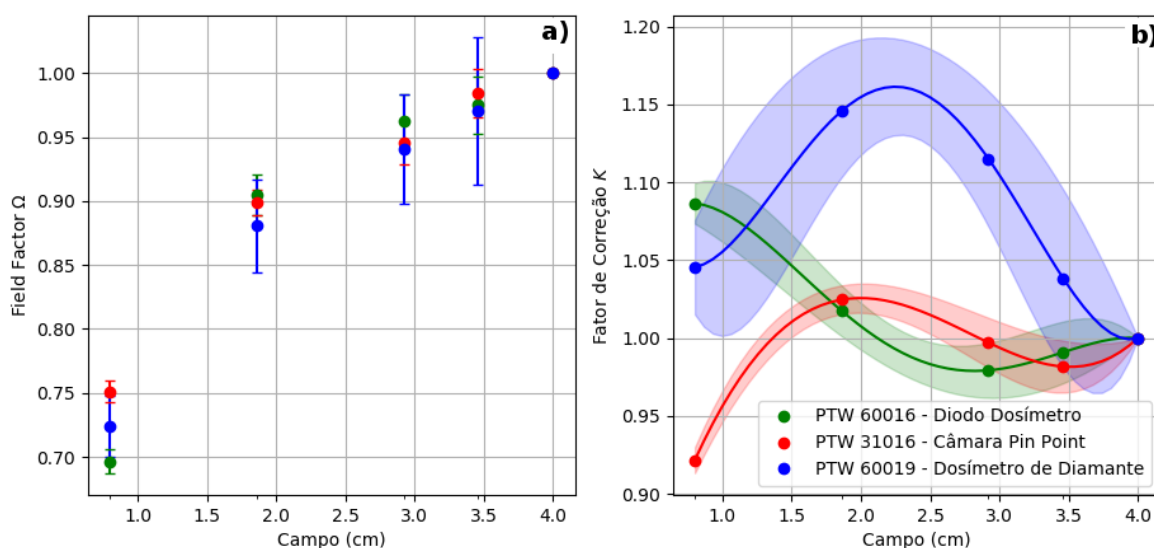 a)
1.00
0.95
0.90
0.85
0.80
0.75
0.70
Field Factor Ω
1.0 1.5 2.0 2.5 3.0 3.5 4.0
Campo (cm)
b)
1.20
1.15
1.10
1.05
1.00
0.95
0.90
Fator de Correção K
PTW 60016 - Diodo Dosímetro
PTW 31016 - Câmara Pin Point
PTW 60019 - Dosímetro de Diamante
1.0 1.5 2.0 2.5 3.0 3.5 4.0
Campo (cm)